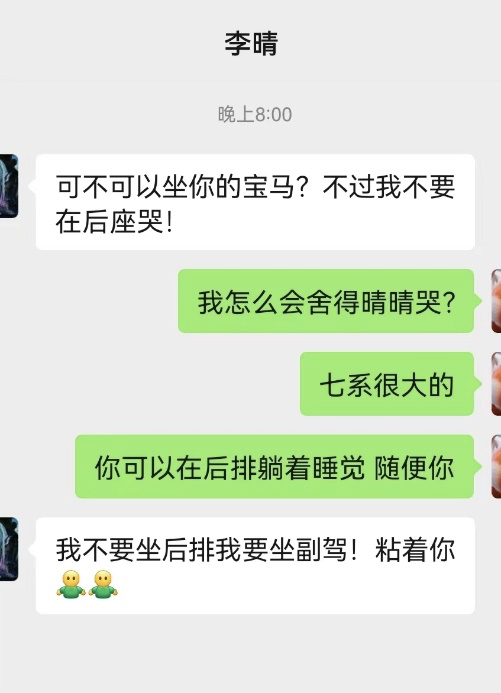 李晴
晚上8:00
可不可以坐你的宝马？不过我不要
在后座哭！
我怎么会舍得晴晴哭？
七系很大的
你可以在后排躺着睡觉 随便你
我不要坐后排我要坐副驾！粘着你